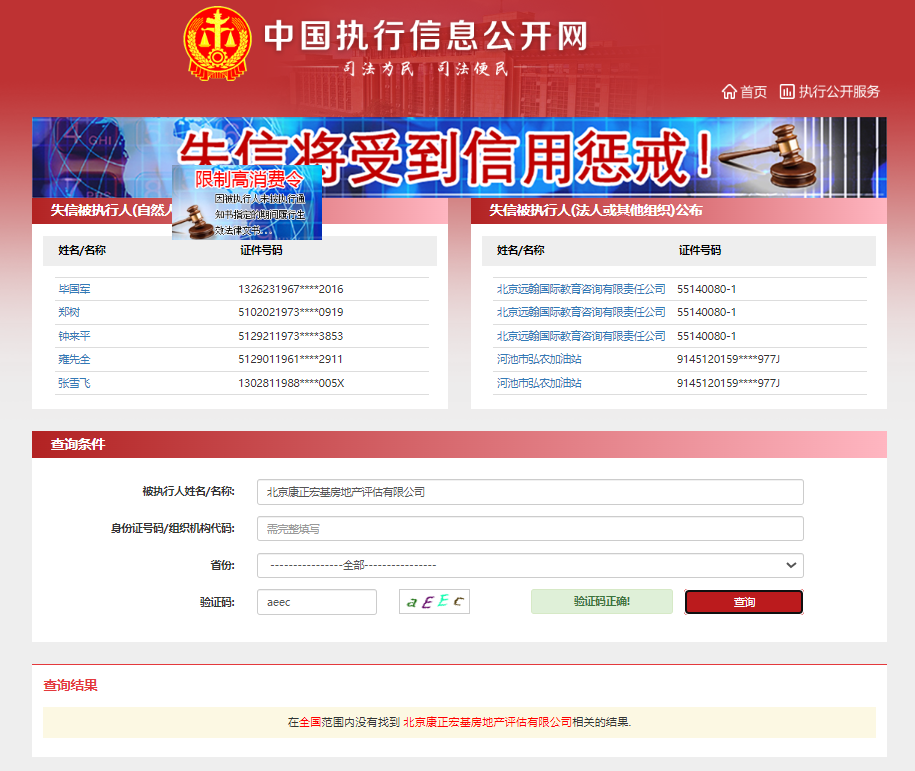 中国执行信息公开网
司法为民 司法便民
首页 执行公开服务
失信将受到信用惩戒!
限制高消费令
因被执行人未按执行通
知书指定的期间履行生
效法律文书...
失信被执行人(自然人
姓名/名称 证件号码
毕国军 1326231967****2016
郑树 5102021973****0919
钟来平 5129211973****3853
雍先全 5129011961****2911
张雪飞 1302811988****005X
失信被执行人(法人或其他组织)公布
姓名/名称 证件号码
北京远翰国际教育咨询有限责任公司 55140080-1
北京远翰国际教育咨询有限责任公司 55140080-1
北京远翰国际教育咨询有限责任公司 55140080-1
河池市弘农加油站 9145120159****977J
河池市弘农加油站 9145120159****977J
查询条件
被执行人姓名/名称: 北京康正宏基房地产评估有限公司
身份证号码/组织机构代码: 需完整填写
省份: ----------------全部----------------
验证码: aeec aEEc 验证码正确! 查询
查询结果
在全国范围内没有找到 北京康正宏基房地产评估有限公司相关的结果.